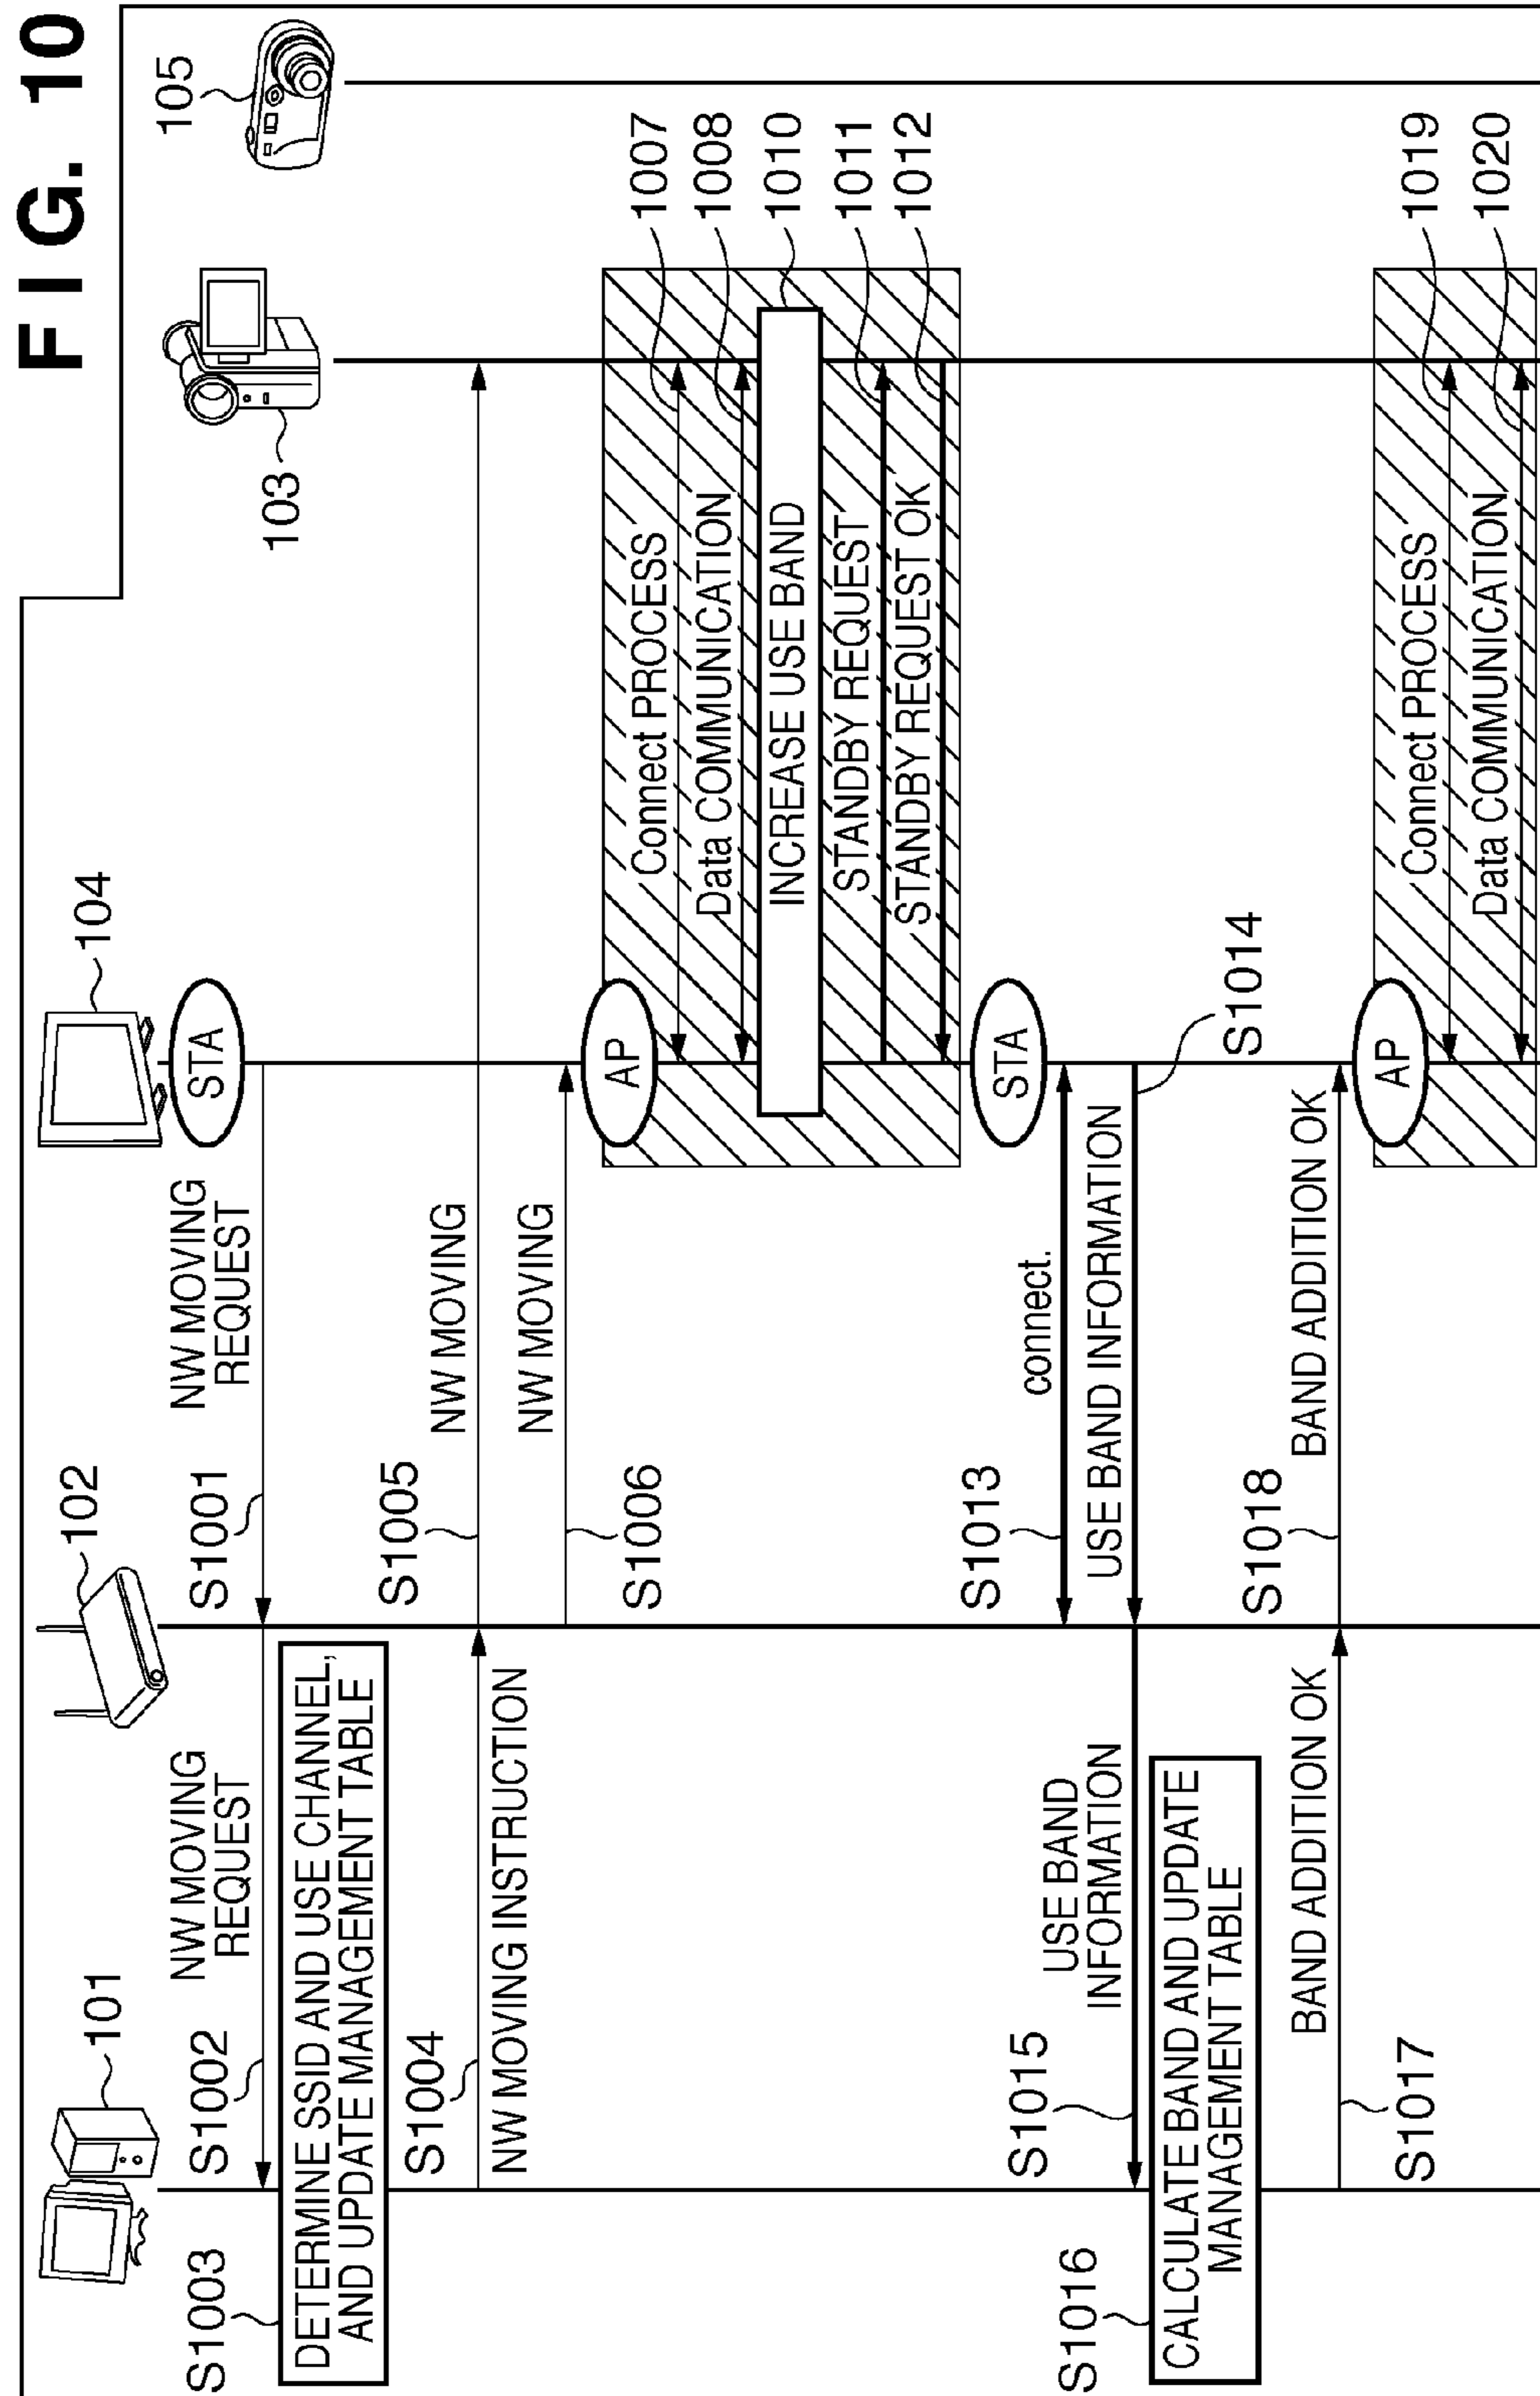 FIG. 10
101
102
104
103
105
S1002
NW MOVING
REQUEST
S1001
NW MOVING
REQUEST
STA
S1003
DETERMINE SSID AND USE CHANNEL,
AND UPDATE MANAGEMENT TABLE
S1004
NW MOVING INSTRUCTION
S1005
NW MOVING
NW MOVING
S1006
AP
Connect PROCESS
1007
Data COMMUNICATION
1008
INCREASE USE BAND
1010
STANDBY REQUEST
1011
STANDBY REQUEST OK
1012
STA
S1013
connect.
USE BAND INFORMATION
S1014
S1015
USE BAND
INFORMATION
S1016
CALCULATE BAND AND UPDATE
MANAGEMENT TABLE
BAND ADDITION OK
S1017
S1018
BAND ADDITION OK
AP
Connect PROCESS
1019
Data COMMUNICATION
1020